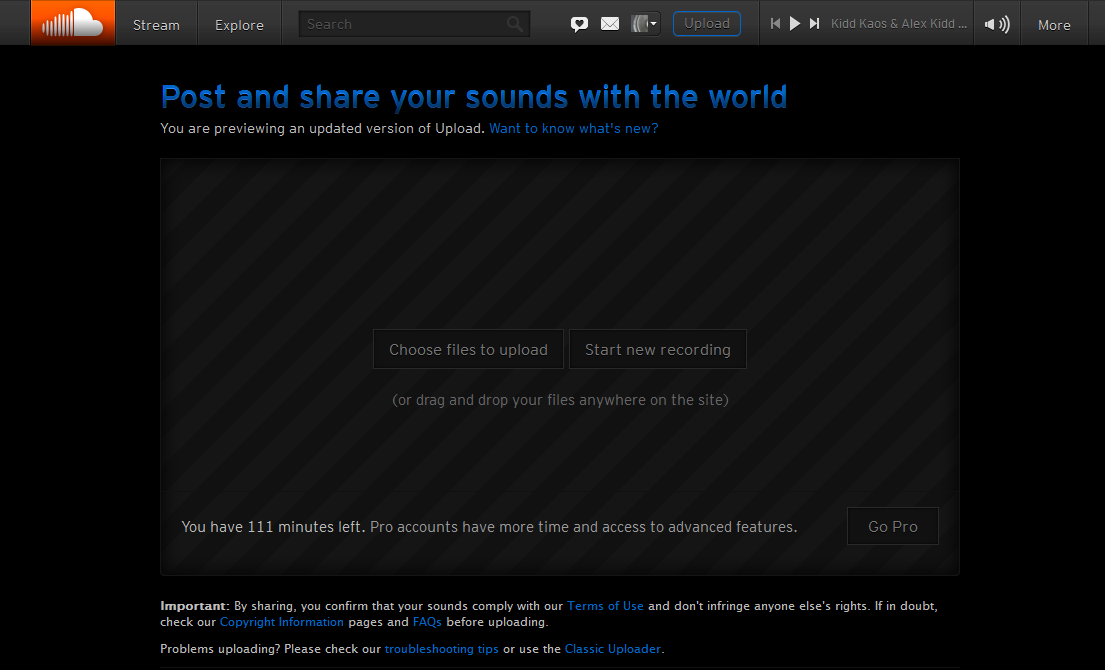 Stream
Explore
Search
Upload
Kidd Kaos & Alex Kidd ...
More
Post and share your sounds with the world
You are previewing an updated version of Upload. Want to know what's new?
Choose files to upload
Start new recording
(or drag and drop your files anywhere on the site)
You have 111 minutes left. Pro accounts have more time and access to advanced features.
Go Pro
Important: By sharing, you confirm that your sounds comply with our Terms of Use and don't infringe anyone else's rights. If in doubt,
check our Copyright Information pages and FAQs before uploading.
Problems uploading? Please check our troubleshooting tips or use the Classic Uploader.